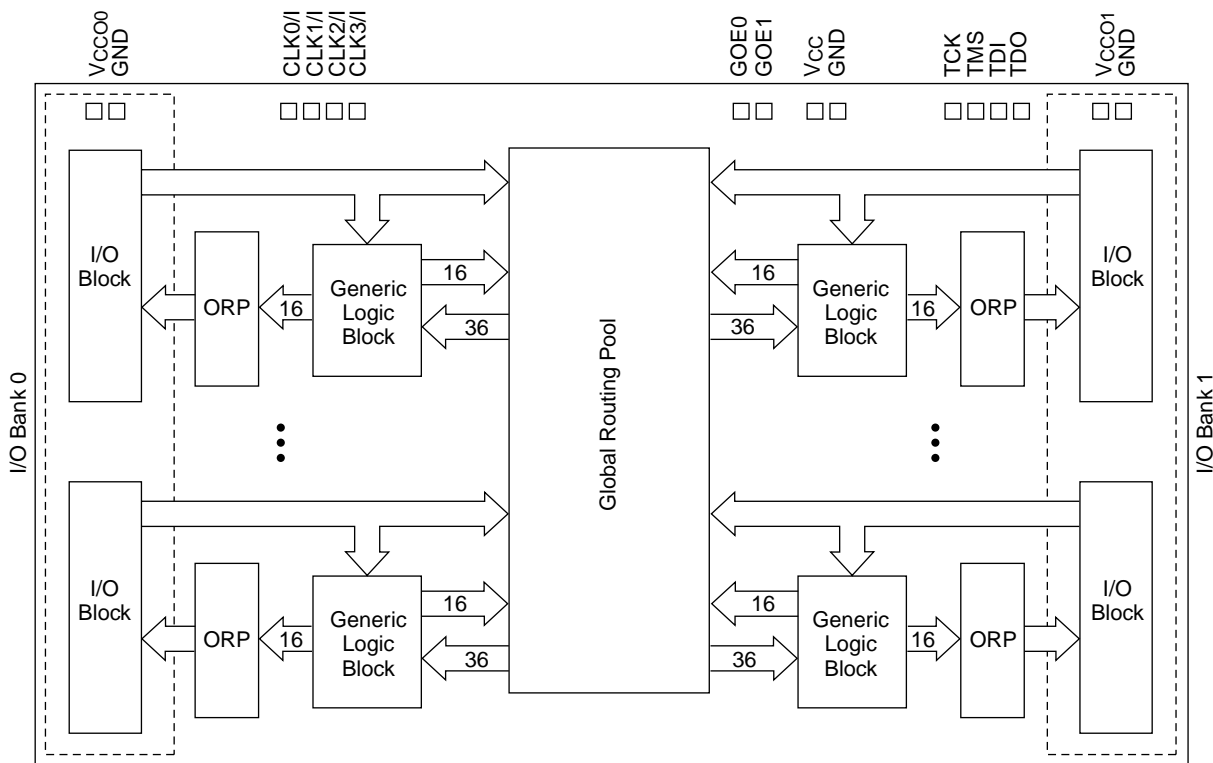 VCCO0
GND
CLK0/I
CLK1/I
CLK2/I
CLK3/I
GOE0
GOE1
VCC
GND
TCK
TMS
TDI
TDO
VCCO1
GND
I/O Bank 0
I/O
Block
ORP
16
Generic
Logic
Block
16
36
Global Routing Pool
16
36
Generic
Logic
Block
16
ORP
I/O
Block
I/O Bank 1
I/O
Block
ORP
16
Generic
Logic
Block
16
36
16
36
Generic
Logic
Block
16
ORP
I/O
Block